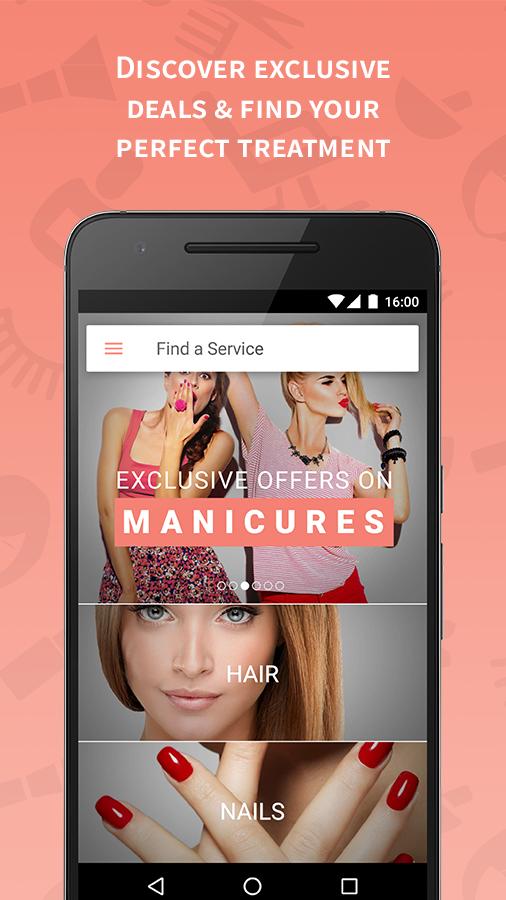 DISCOVER EXCLUSIVE
DEALS & FIND YOUR
PERFECT TREATMENT
16:00
Find a Service
EXCLUSIVE OFFERS ON
MANICURES
HAIR
NAILS